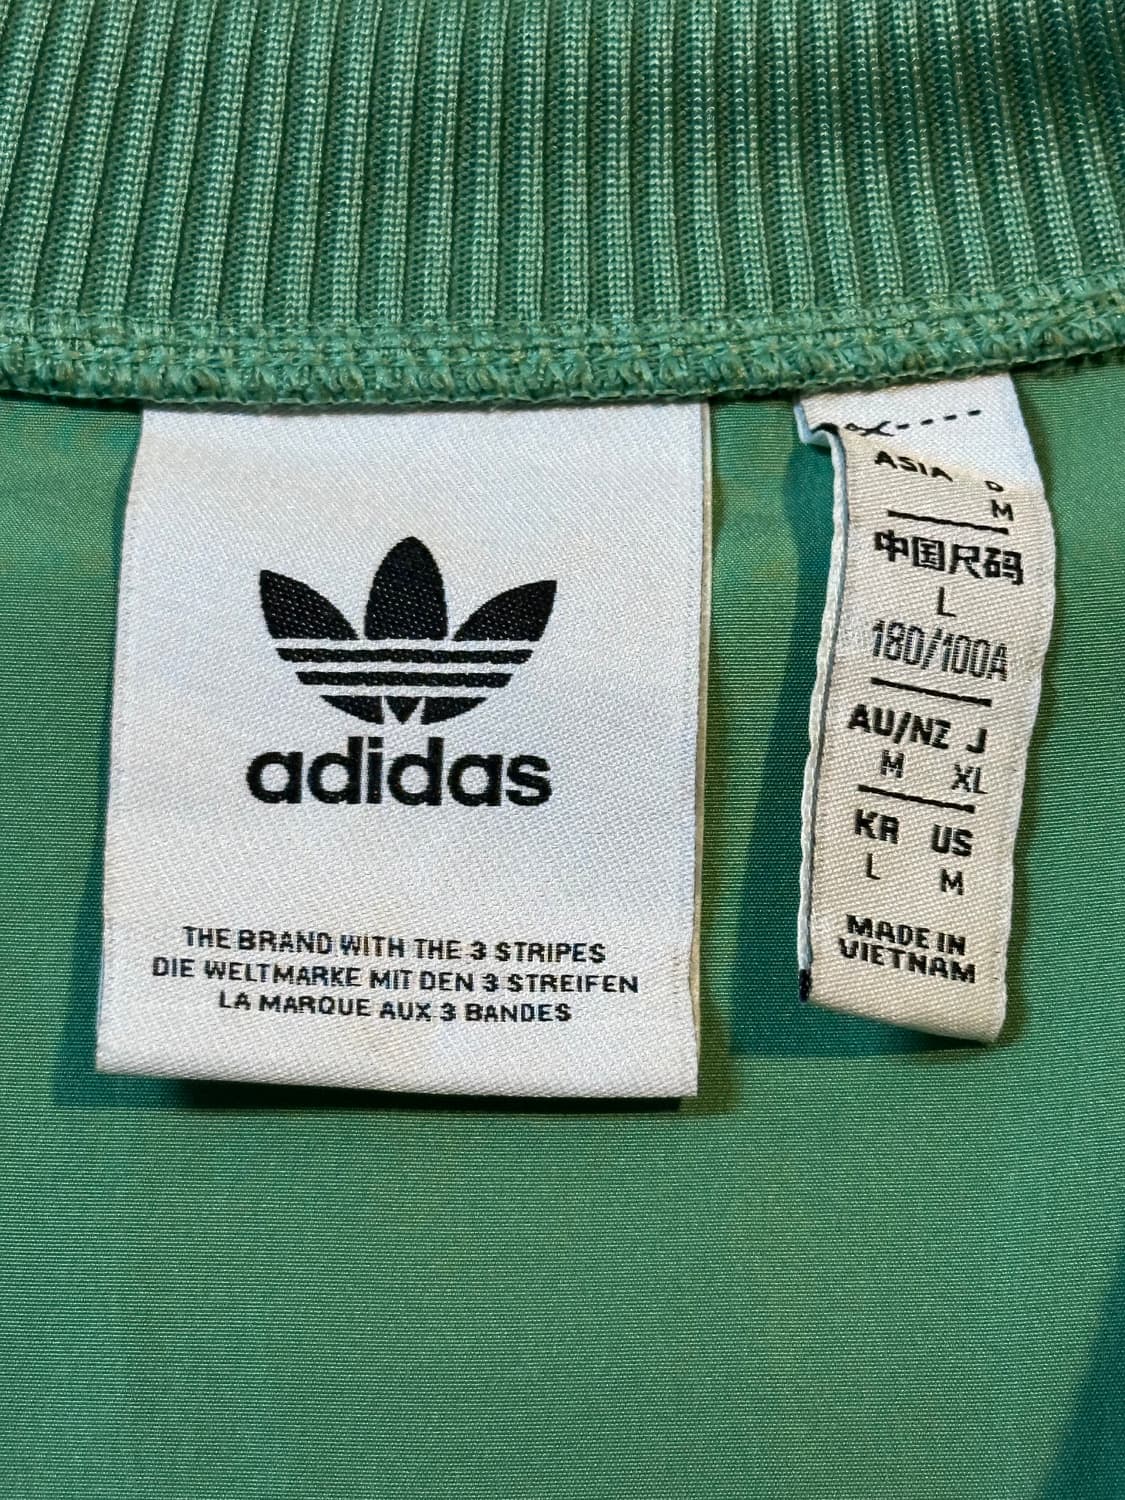 adidas
THE BRAND WITH THE 3 STRIPES
DIE WELTMARKE MIT DEN 3 STREIFEN
LA MARQUE AUX 3 BANDES
ASIA
M
中国尺码
L
180/100A
AU/NZ J
M XL
KR US
L M
MADE IN
VIETNAM